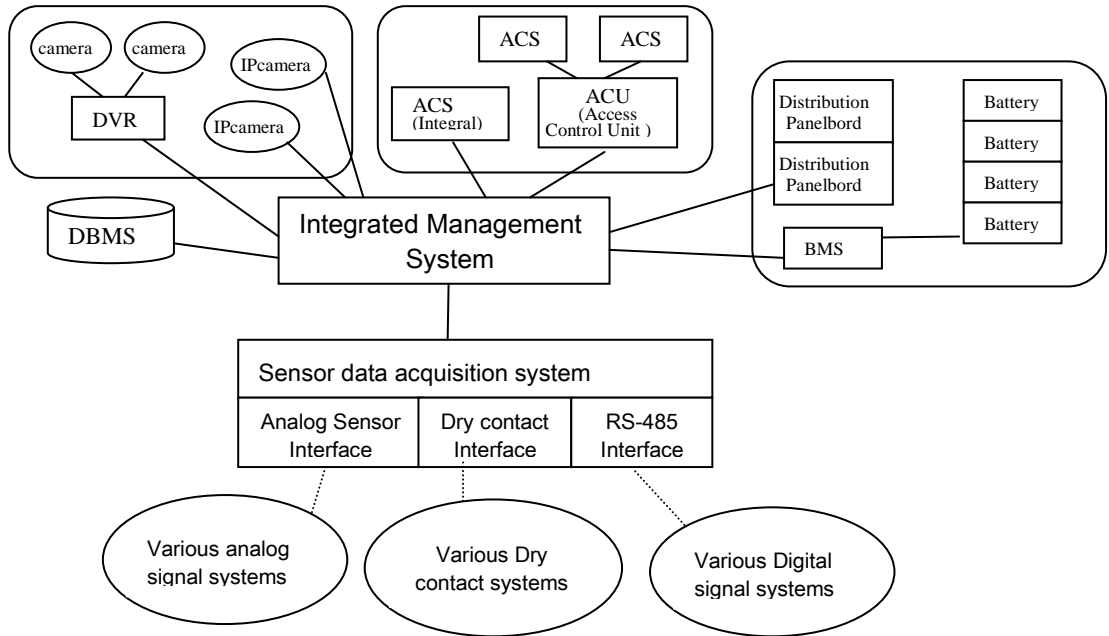 camera
camera
DVR
IPcamera
IPcamera
ACS
ACS
ACS
(Integral)
ACU
(Access
Control Unit )
Distribution
Panelbord
Distribution
Panelbord
Battery
Battery
Battery
Battery
BMS
DBMS
Integrated Management
System
Sensor data acquisition system
Analog Sensor
Interface
Dry contact
Interface
RS-485
Interface
Various analog
signal systems
Various Dry
contact systems
Various Digital
signal systems